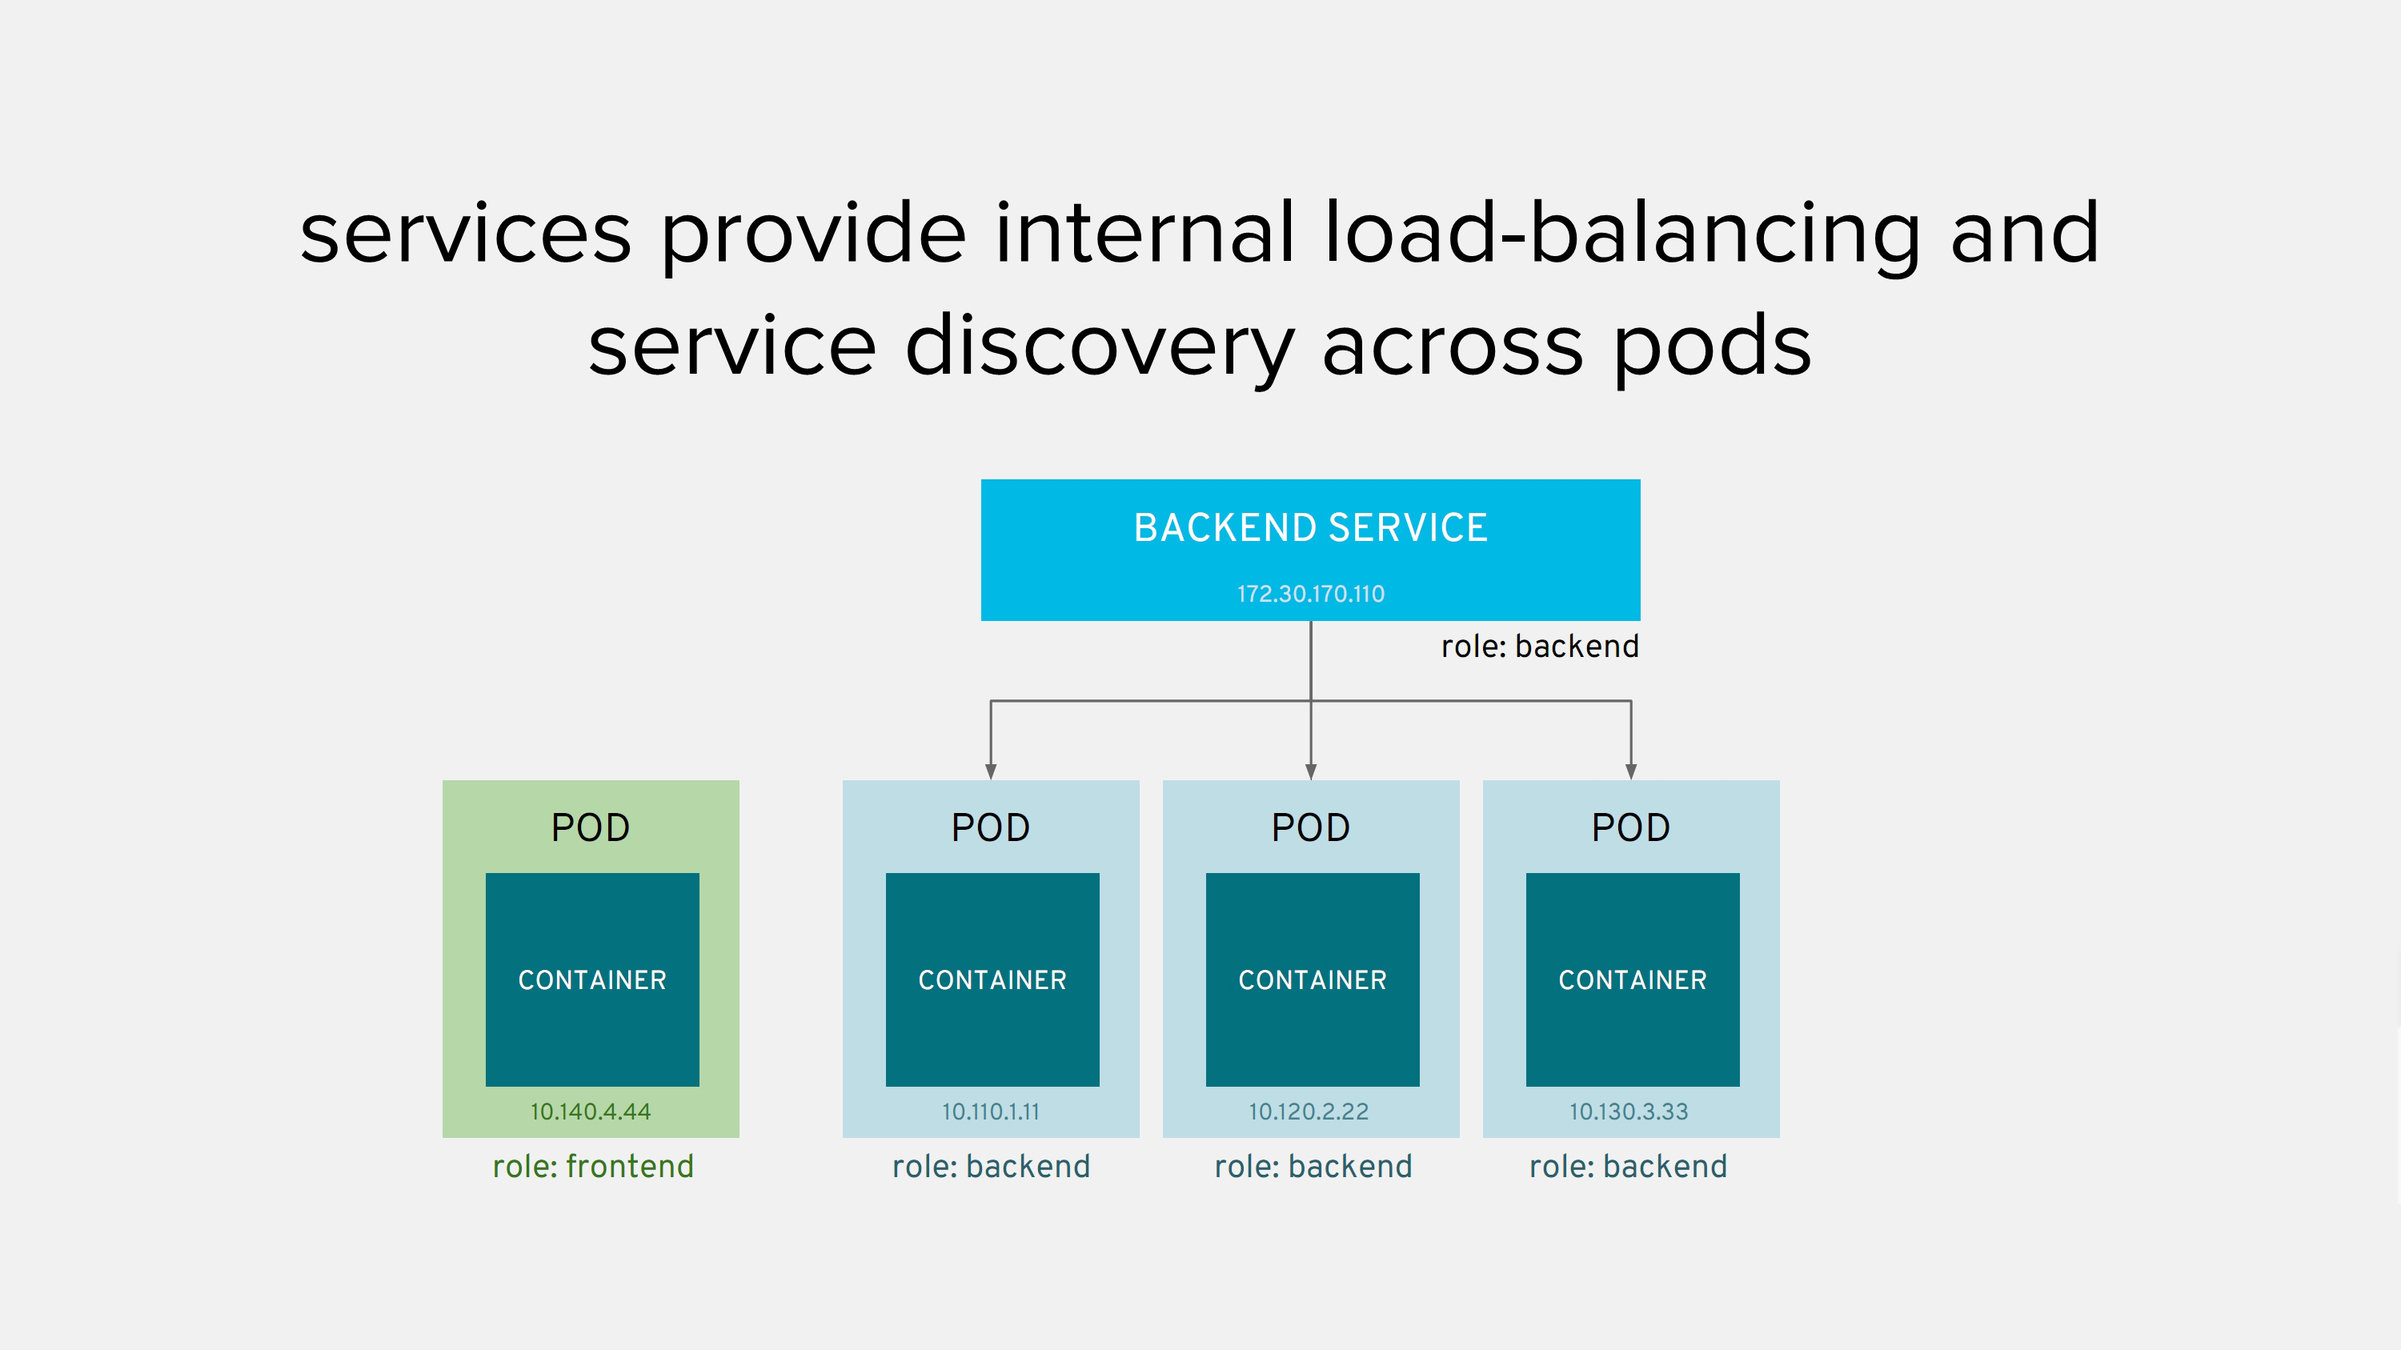 services provide internal load-balancing and
service discovery across pods
BACKEND SERVICE
172.30.170.110
role: backend
POD
CONTAINER
10.140.4.44
role: frontend
POD
CONTAINER
10.110.1.11
role: backend
POD
CONTAINER
10.120.2.22
role: backend
POD
CONTAINER
10.130.3.33
role: backend